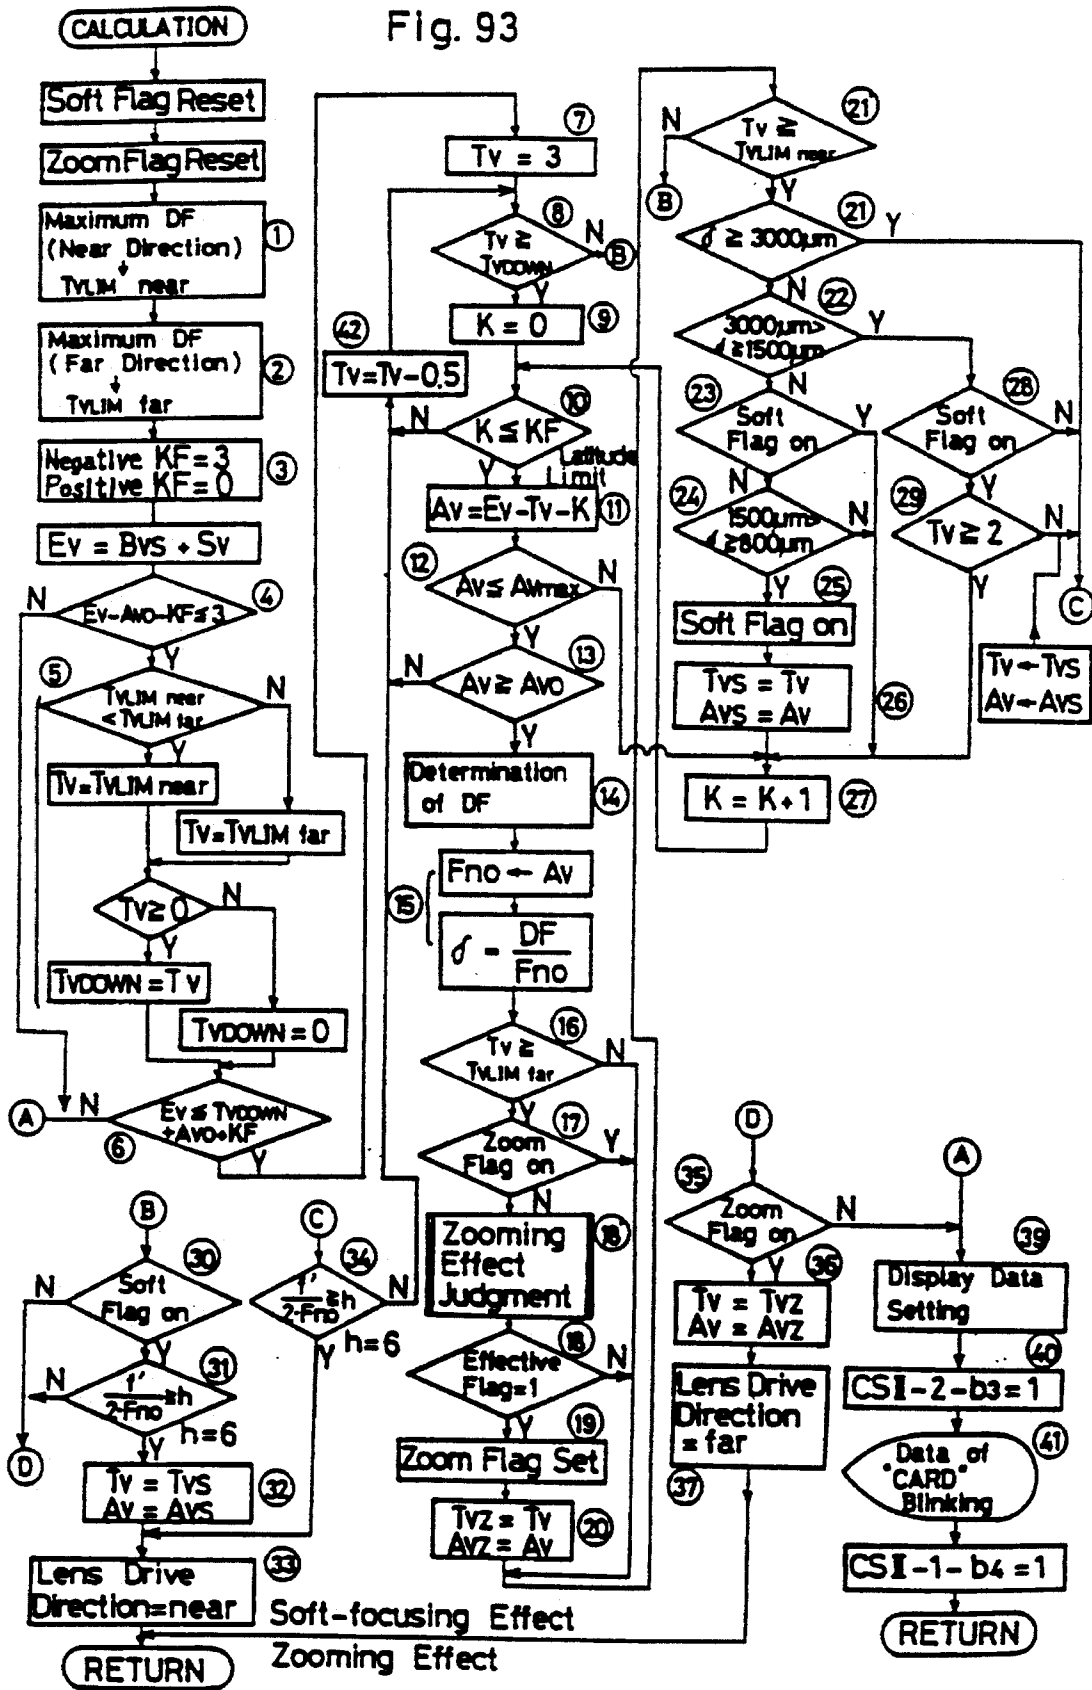 Fig. 93
CALCULATION
Soft Flag Reset
Zoom Flag Reset
Maximum DF
(Near Direction)
TVLIM near
①
Maximum DF
(Far Direction)
TVLIM far
②
Negative KF=3
Positive KF=0
③
EV = BVS + SV
EV-AVO-KF≦3
④
N
Y
⑤
TVLIM near
<TVLIM far
N
Y
TV=TVLIM near
TV=TVLIM far
TV≧0
N
Y
TVDOWN=TV
TVDOWN=0
EV≦TVDOWN
+AVO+KF
⑥
N
Y
A
⑦
TV = 3
⑧
TV≧
TVDOWN
N
B
Y
K=0
⑨
㊷
TV=TV-0.5
⑩
K≦KF
N
Y
Latitude
Limit
AV=EV-TV-K
⑪
⑫
AV≦AVmax
N
Y
⑬
AV≧AVO
N
Y
Determination
of DF
⑭
Fno ← AV
⑮
δ = DF
Fno
⑯
TV≧
TVLIM far
N
Y
⑰
Zoom
Flag on
Y
N
Zooming
Effect
Judgment
⑱'
⑱
Effective
Flag=1
N
Y
⑲
Zoom Flag Set
TVZ = TV
AVZ = AV
⑳
㉑'
TV≧
TVLIM near
N
B
Y
㉑
δ≧3000μm
Y
N
㉒
3000μm>
δ≧1500μm
Y
N
㉓
Soft
Flag on
Y
N
㉔
1500μm>
δ≧800μm
N
Y
㉕
Soft Flag on
TVS = TV
AVS = AV
㉖
K = K+1
㉗
㉘
Soft
Flag on
N
Y
㉙
TV≧2
N
Y
C
TV←TVS
AV←AVS
B
㉚
Soft
Flag on
N
Y
㉛
f'
2·Fno ≧h
N
h=6
Y
D
TV = TVS
AV = AVS
㉜
㉝
Lens Drive
Direction=near
RETURN
C
㉞
f'
2·Fno ≧h
N
h=6
Y
Soft-focusing Effect
Zooming Effect
D
㉟
Zoom
Flag on
N
Y
㊱
TV = TVZ
AV = AVZ
Lens Drive
Direction
=far
㊲
A
㊴
Display Data
Setting
㊵
CSⅡ-2-b3=1
㊶
Data of
"CARD"
Blinking
CSⅡ-1-b4=1
RETURN